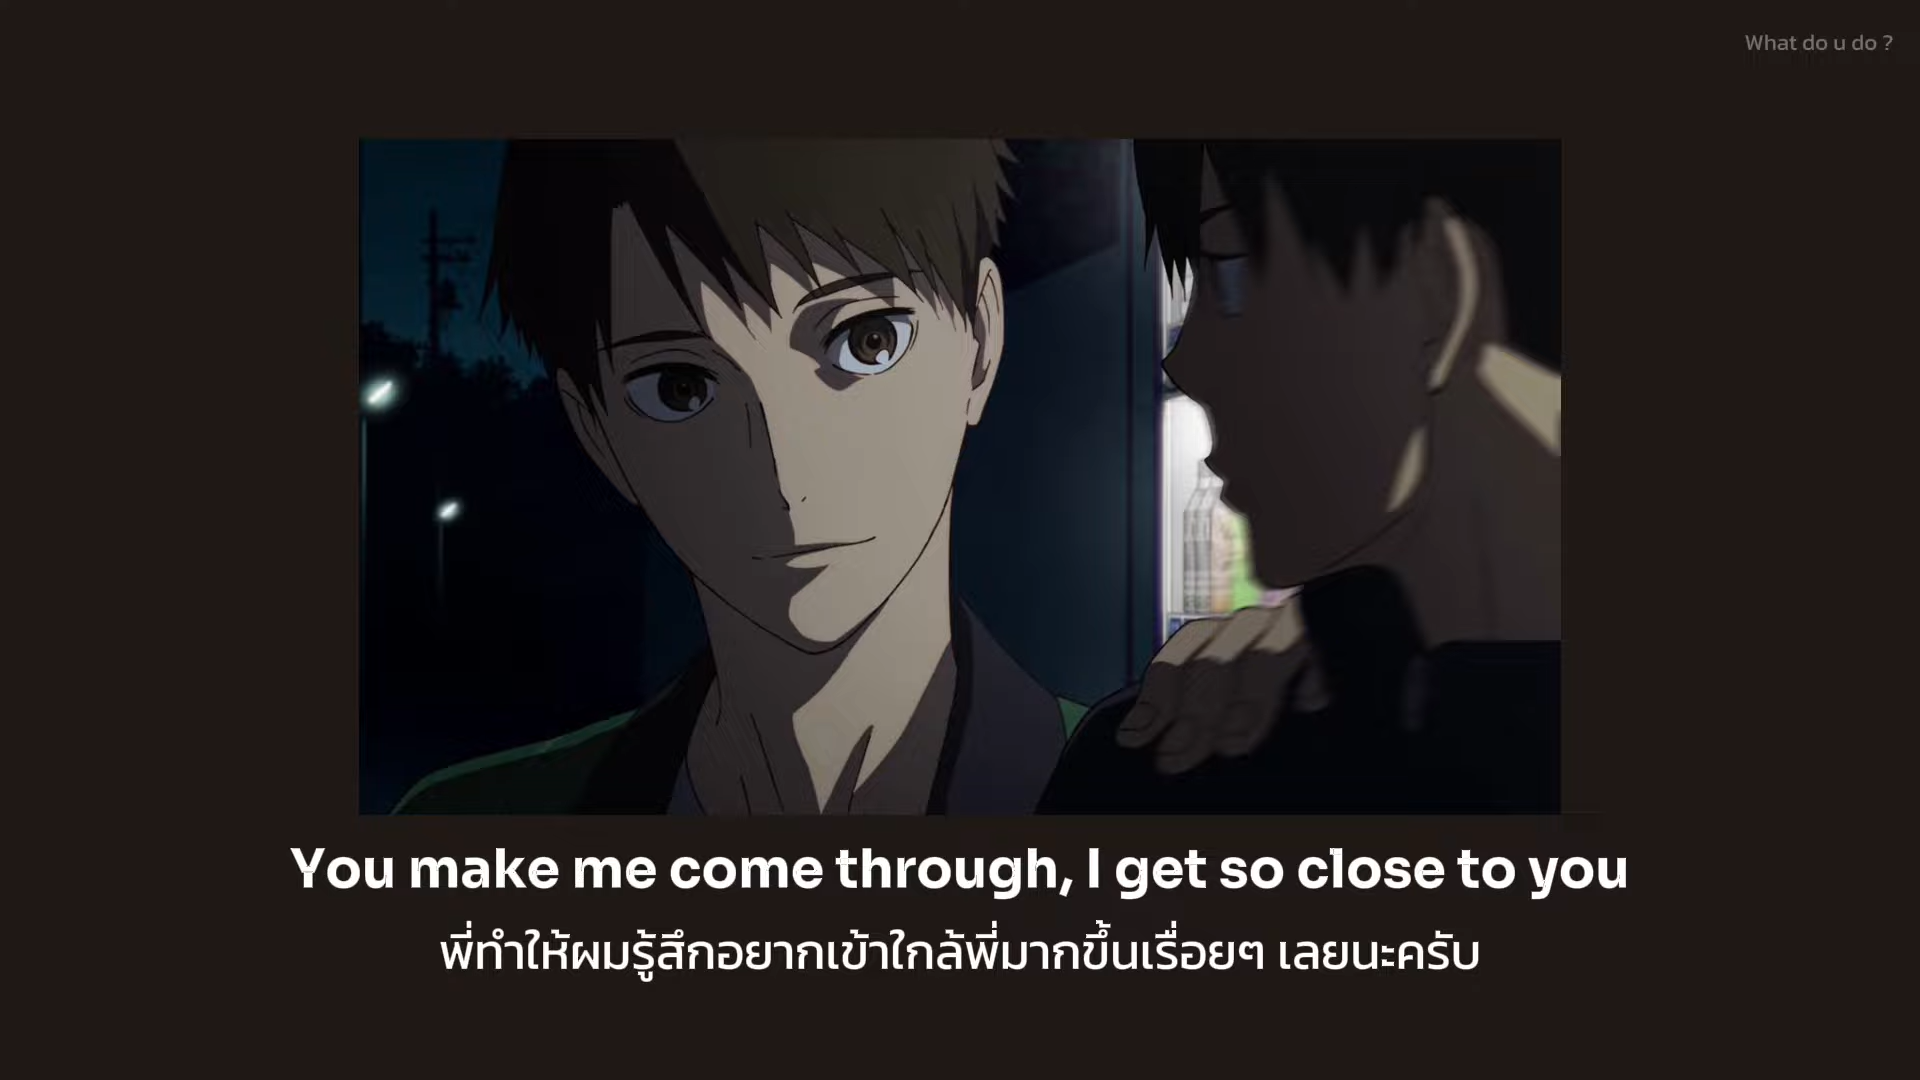 What do u do ?
You make me come through, I get so close to you
พี่ทำให้ผมรู้สึกอยากเข้าใกล้พี่มากขึ้นเรื่อยๆ เลยนะครับ